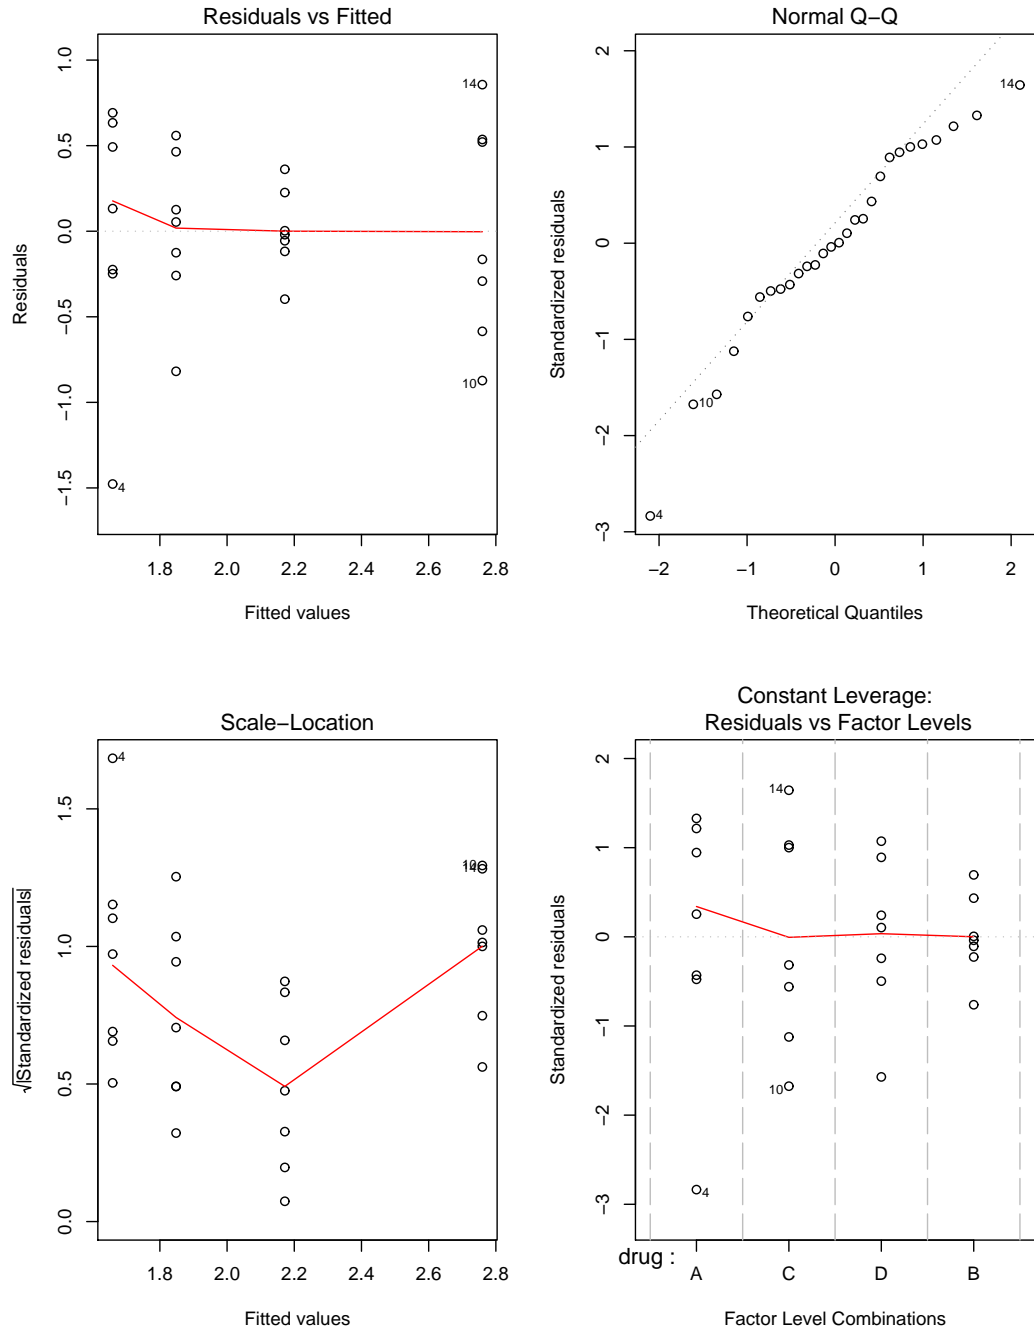 Residuals vs Fitted
1.0
0.5
0.0
−0.5
−1.0
−1.5
Residuals
14
10
4
1.8 2.0 2.2 2.4 2.6 2.8
Fitted values
Normal Q−Q
2
1
0
−1
−2
−3
Standardized residuals
14
10
4
−2 −1 0 1 2
Theoretical Quantiles
Scale−Location
1.5
1.0
0.5
0.0
√|Standardized residuals|
4
10
14
1.8 2.0 2.2 2.4 2.6 2.8
Fitted values
Constant Leverage:
Residuals vs Factor Levels
2
1
0
−1
−2
−3
Standardized residuals
14
10
4
drug :
A C D B
Factor Level Combinations